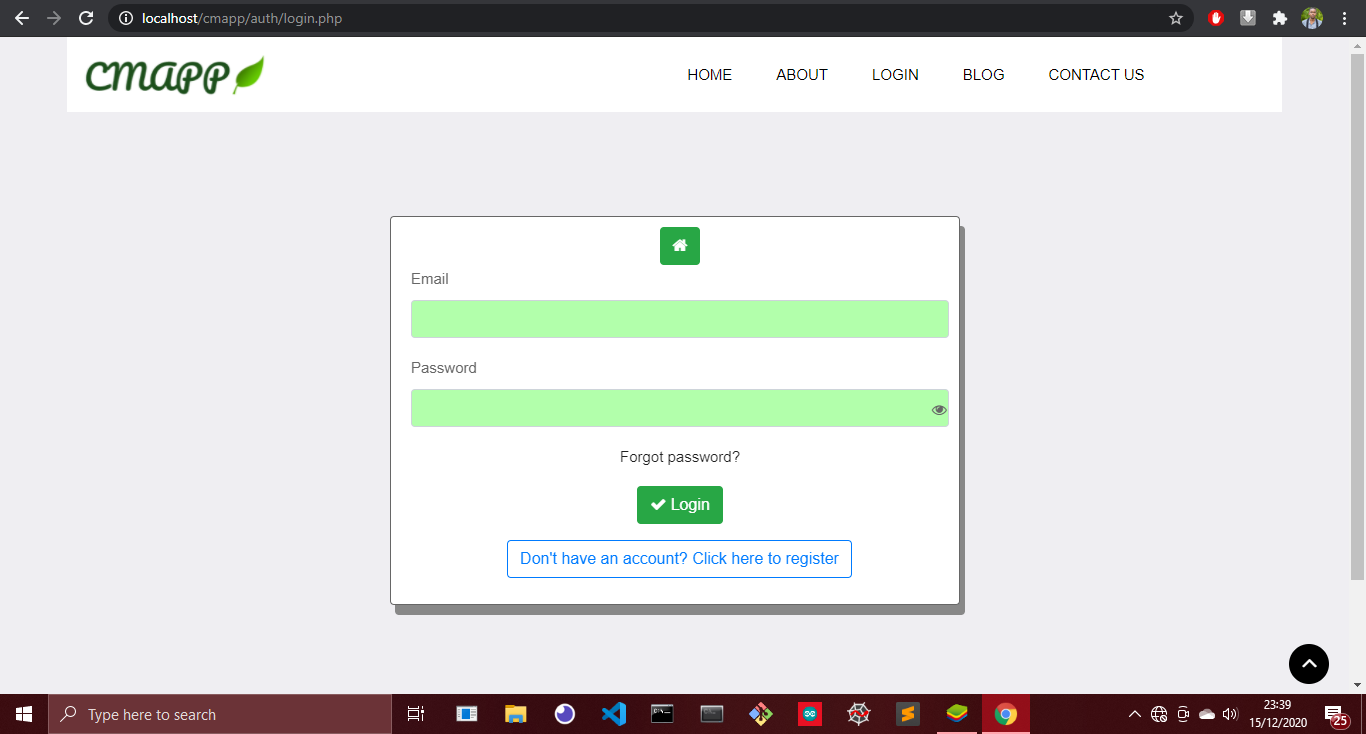 localhost/cmapp/auth/login.php
cmapp
HOME ABOUT LOGIN BLOG CONTACT US
Email
Password
Forgot password?
Login
Don't have an account? Click here to register
Type here to search
23:39
15/12/2020
25